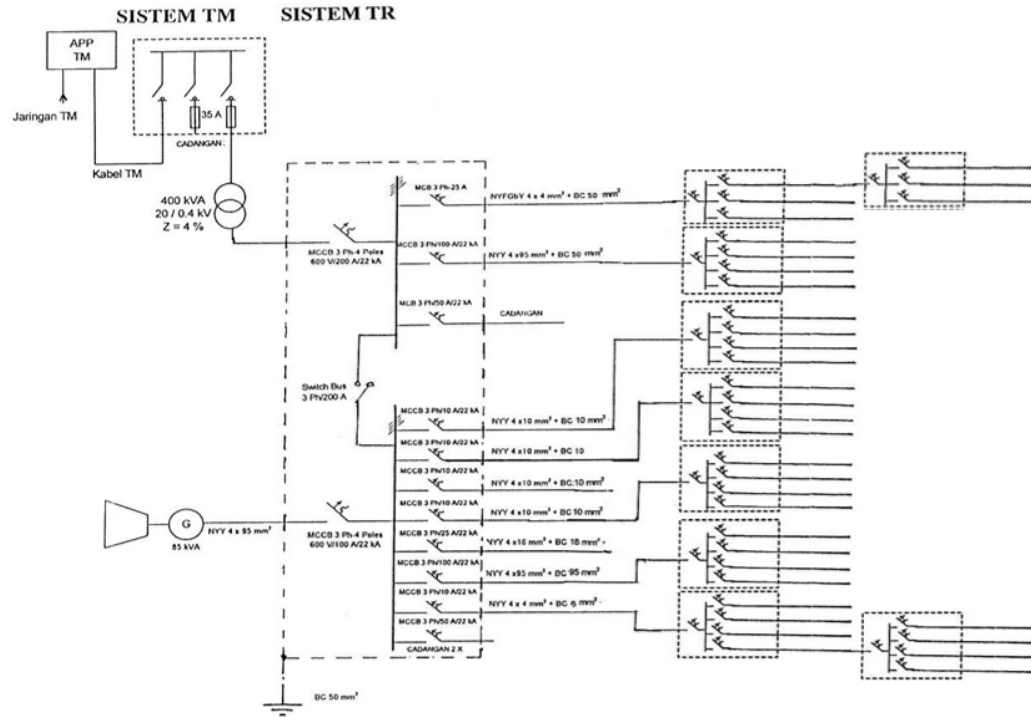 SISTEM TM SISTEM TR
APP
TM
Jaringan TM
Kabel TM
35 A
CADANGAN :
400 kVA
20 / 0.4 kV
Z = 4 %
MCCB 3 Ph-4 Poles
600 V/200 A/22 kA
MCB 3 Ph-25 A
NYFGbY 4 x 4 mm² + BC 50 mm²
MCCB 3 Ph/100 A/22 kA
NYY 4 x95 mm² + BC 50 mm²
MCB 3 Ph/50 A/22 kA
CADANGAN
Switch Bus
3 Ph/200 A
MCCB 3 Ph/10 A/22 kA
NYY 4 x10 mm² + BC 10 mm²
MCCB 3 Ph/10 A/22 kA
NYY 4 x10 mm² + BC 10
MCCB 3 Ph/10 A/22 kA
NYY 4 x10 mm² + BC.10 mm²
MCCB 3 Ph/10 A/22 kA
NYY 4 x10 mm² + BC 10 mm²
MCCB 3 Ph/25 A/22 kA
NYY 4x16 mm² + BC 16 mm²
MCCB 3 Ph/100 A/22 kA
NYY 4 x95 mm² + BC 95 mm²
MCCB 3 Ph/10 A/22 kA
NYY 4 x 4 mm² + BC 6 mm²
MCCB 3 Ph/50 A/22 kA
CADANGAN 2 X
G
85 kVA
NYY 4 x 95 mm²
MCCB 3 Ph-4 Poles
600 V/100 A/22 kA
BC 50 mm²